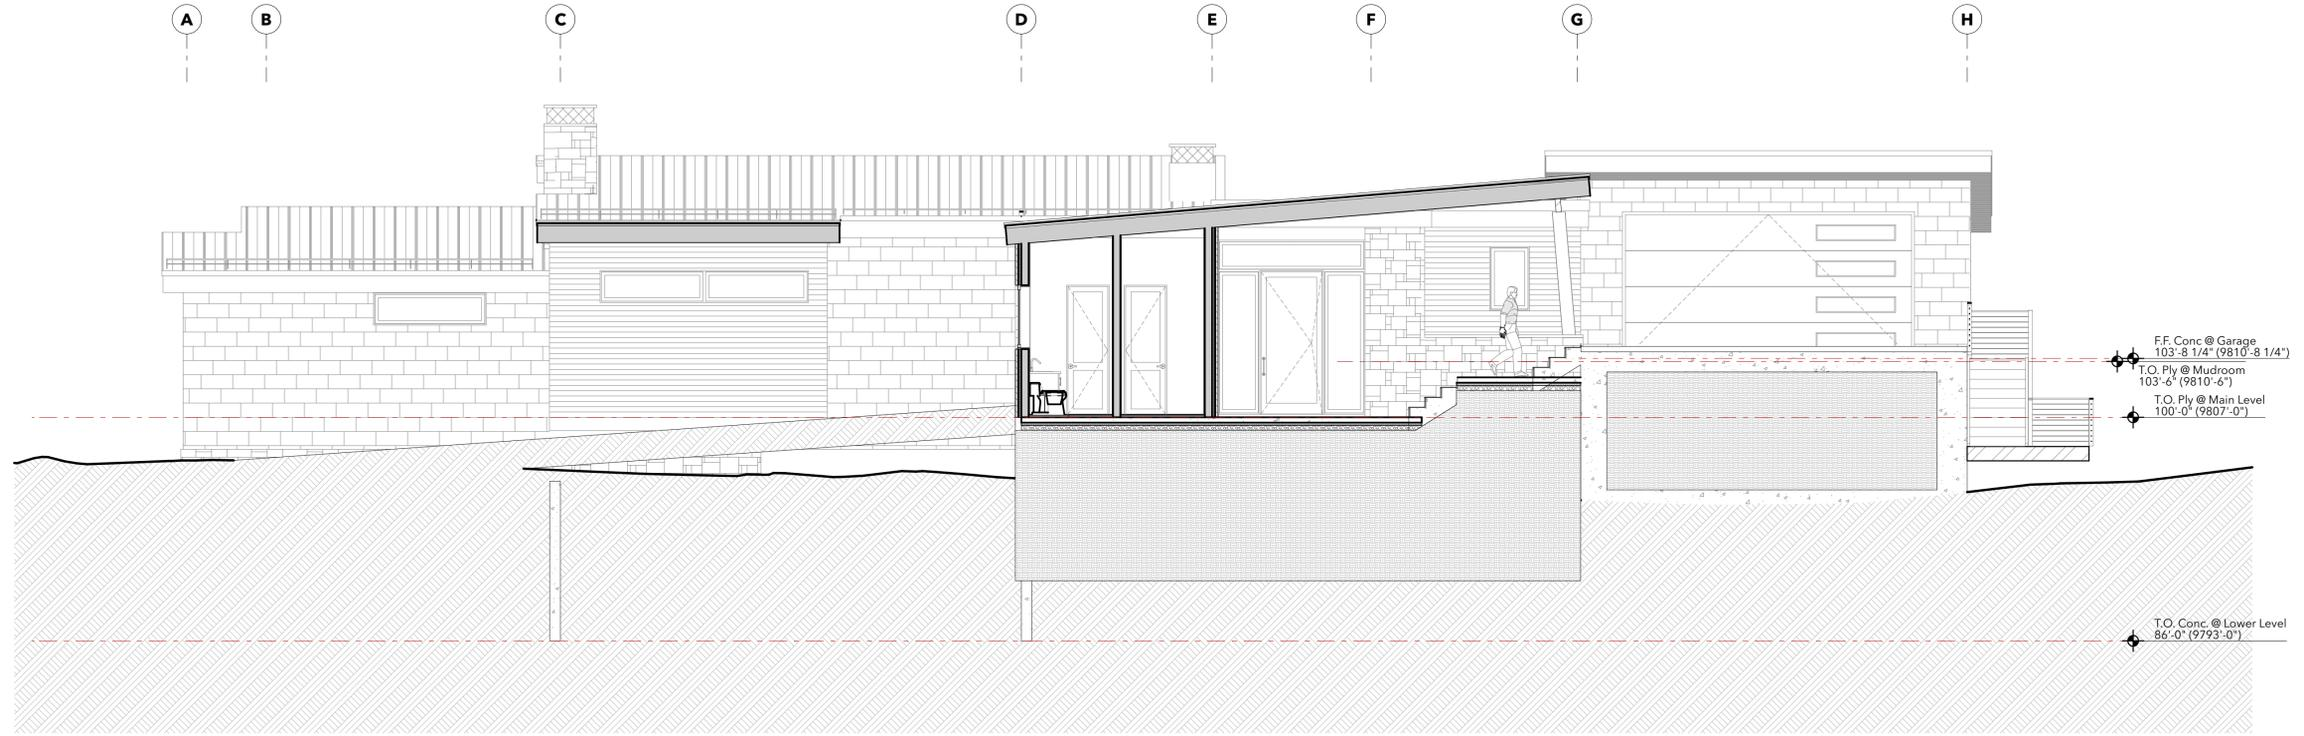 A B C D E F G H
F.F. Conc @ Garage
103'-8 1/4" (9810'-8 1/4")
T.O. Ply @ Mudroom
103'-6" (9810'-6")
T.O. Ply @ Main Level
100'-0" (9807'-0")
T.O. Conc. @ Lower Level
86'-0" (9793'-0")